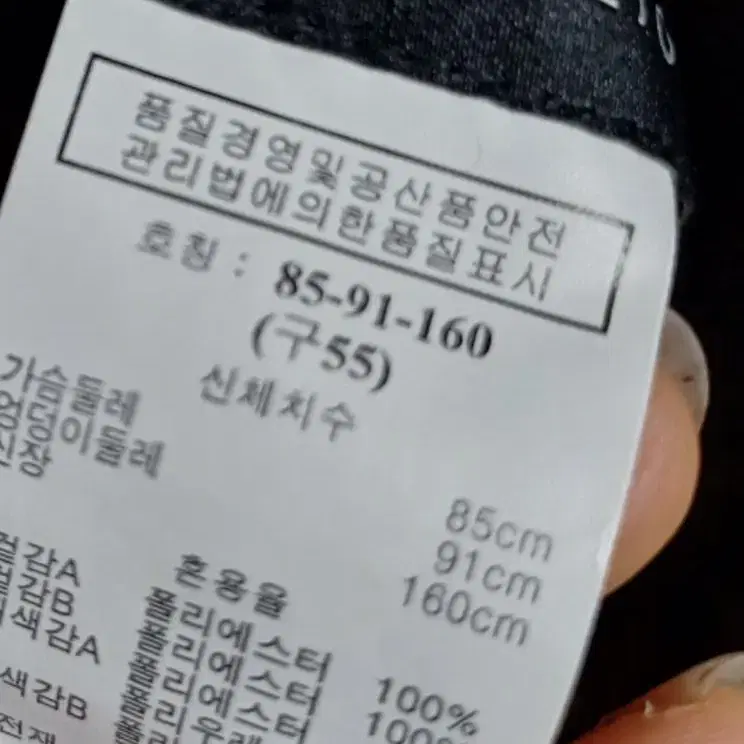 품질경영및공산품안전
관리법에의한품질표시
호칭 : 85-91-160
(구55)
신체치수
가슴둘레 85cm
엉덩이둘레 91cm
신장 160cm
혼용율
겉감A 폴리에스터 100%
겉감B 폴리에스터 100%
배색감A 폴리에스터
배색감B